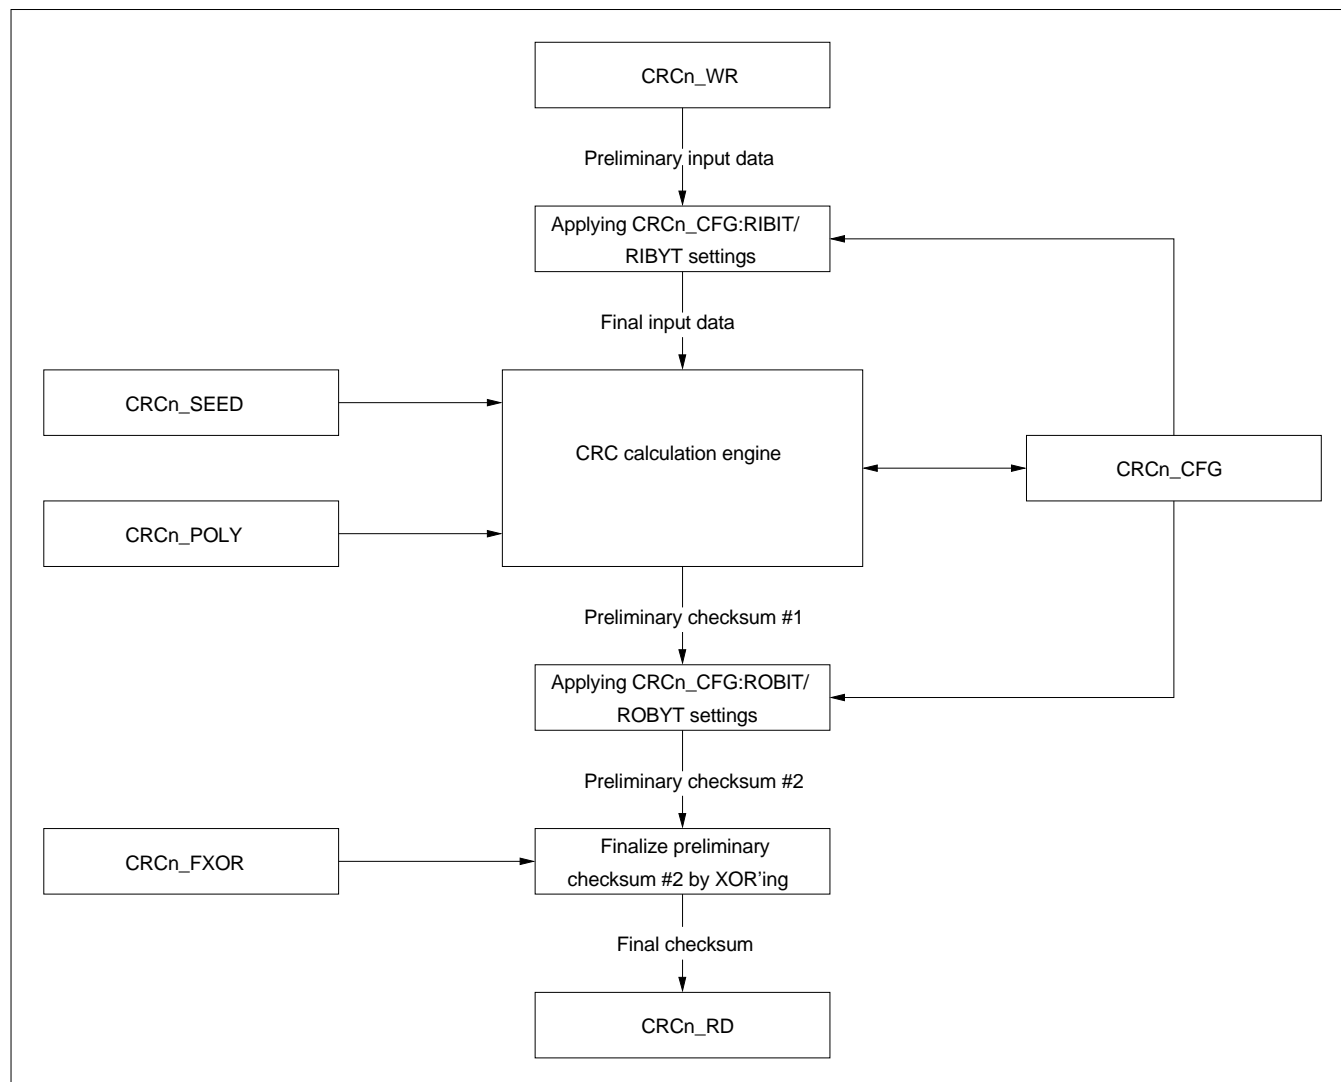 CRCn_WR
Preliminary input data
Applying CRCn_CFG:RIBIT/
RIBYT settings
Final input data
CRCn_SEED
CRC calculation engine
CRCn_CFG
CRCn_POLY
Preliminary checksum #1
Applying CRCn_CFG:ROBIT/
ROBYT settings
Preliminary checksum #2
CRCn_FXOR
Finalize preliminary
checksum #2 by XOR’ing
Final checksum
CRCn_RD